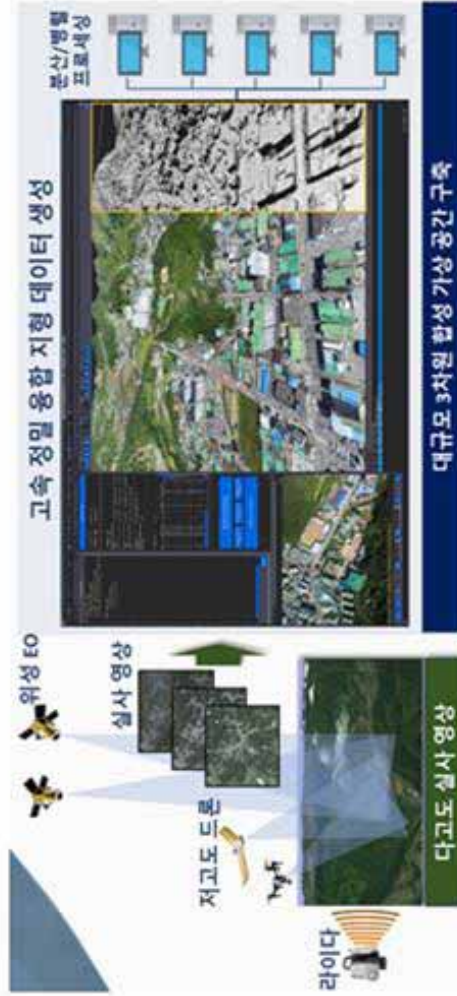 위성 EO
실사 영상
저고도 드론
라이다
다고도 실사 영상
고속 정밀 융합 지형 데이터 생성
분산/병렬
프로세싱
대규모 3차원 합성 가상 공간 구축